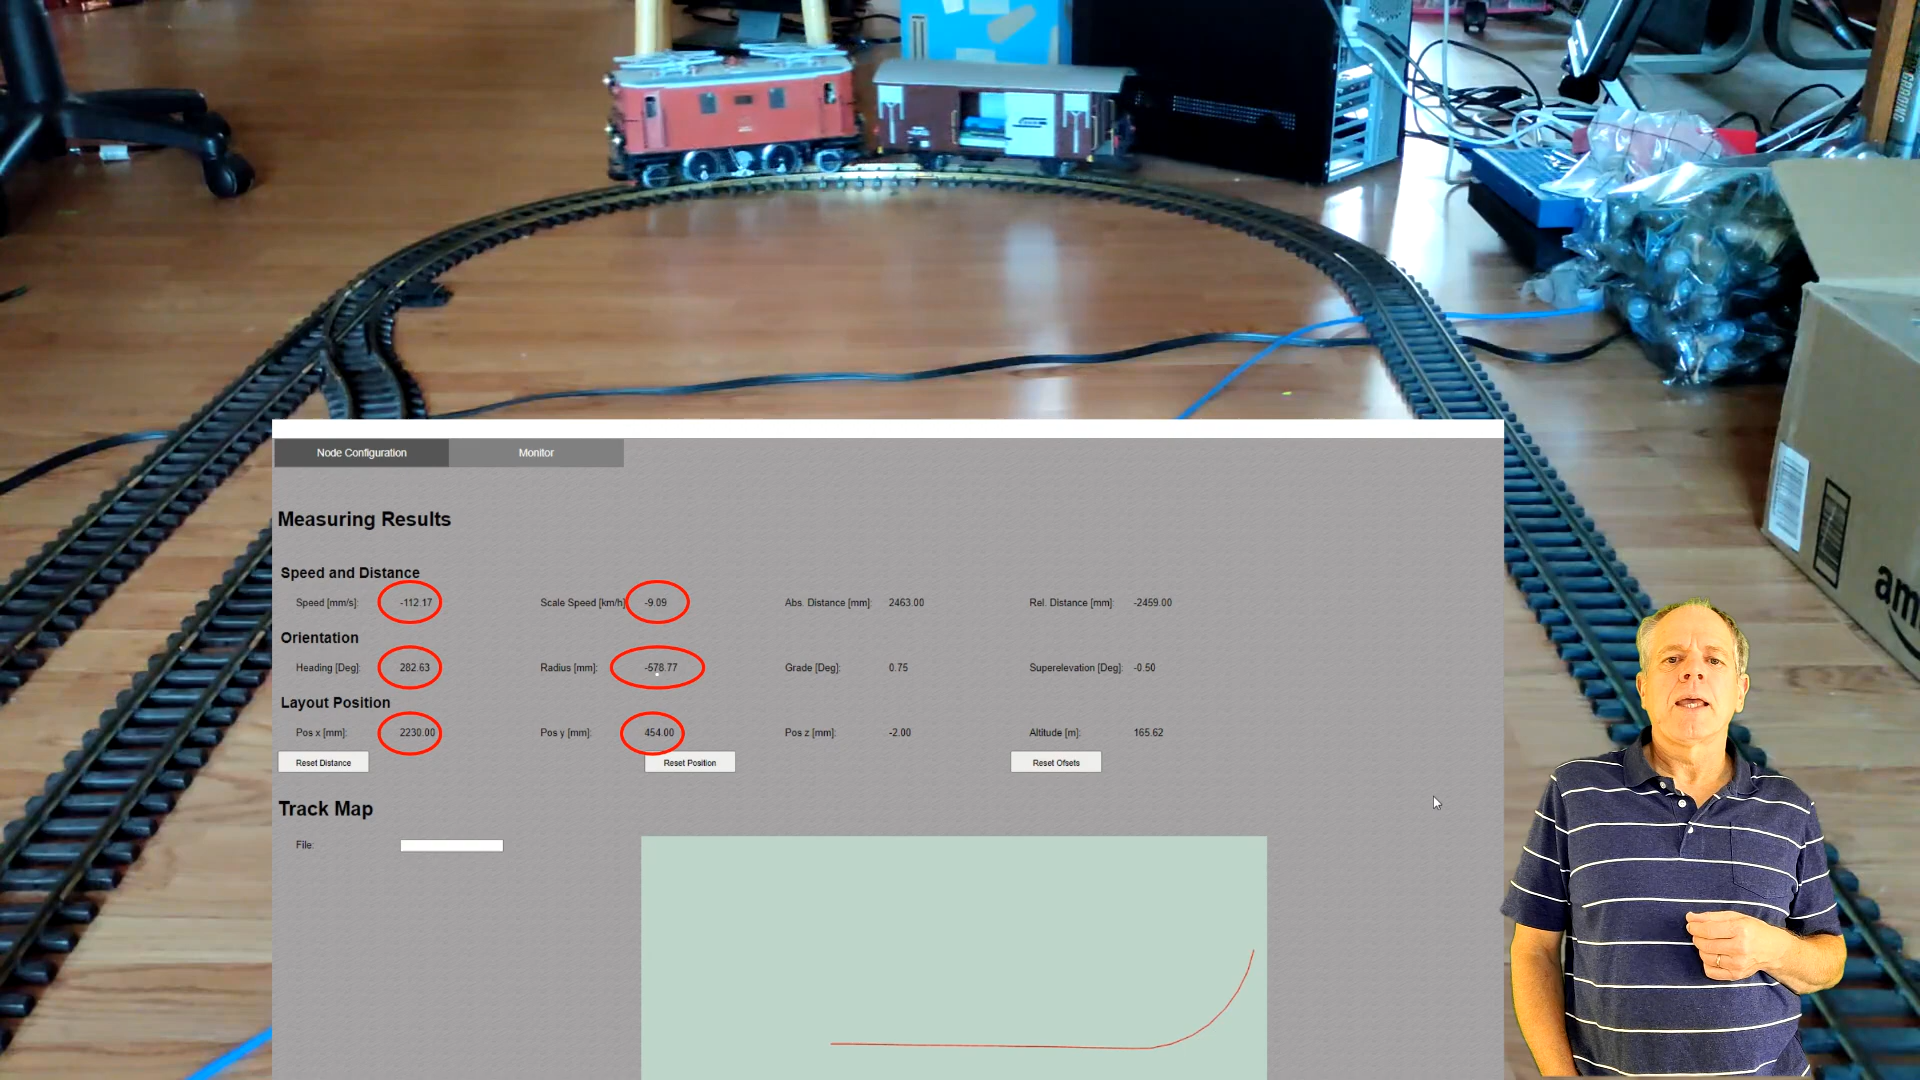 Node Configuration Monitor
Measuring Results
Speed and Distance
Speed [mm/s]: -112.17 Scale Speed [km/h] -9.09 Abs. Distance [mm]: 2463.00 Rel. Distance [mm]: -2459.00
Orientation
Heading [Deg]: 282.63 Radius [mm]: -578.77 Grade [Deg]: 0.75 Superelevation [Deg]: -0.50
Layout Position
Pos x [mm]: 2230.00 Pos y [mm]: 454.00 Pos z [mm]: -2.00 Altitude [m]: 165.62
Reset Distance Reset Position Reset Ofsets
Track Map
File: